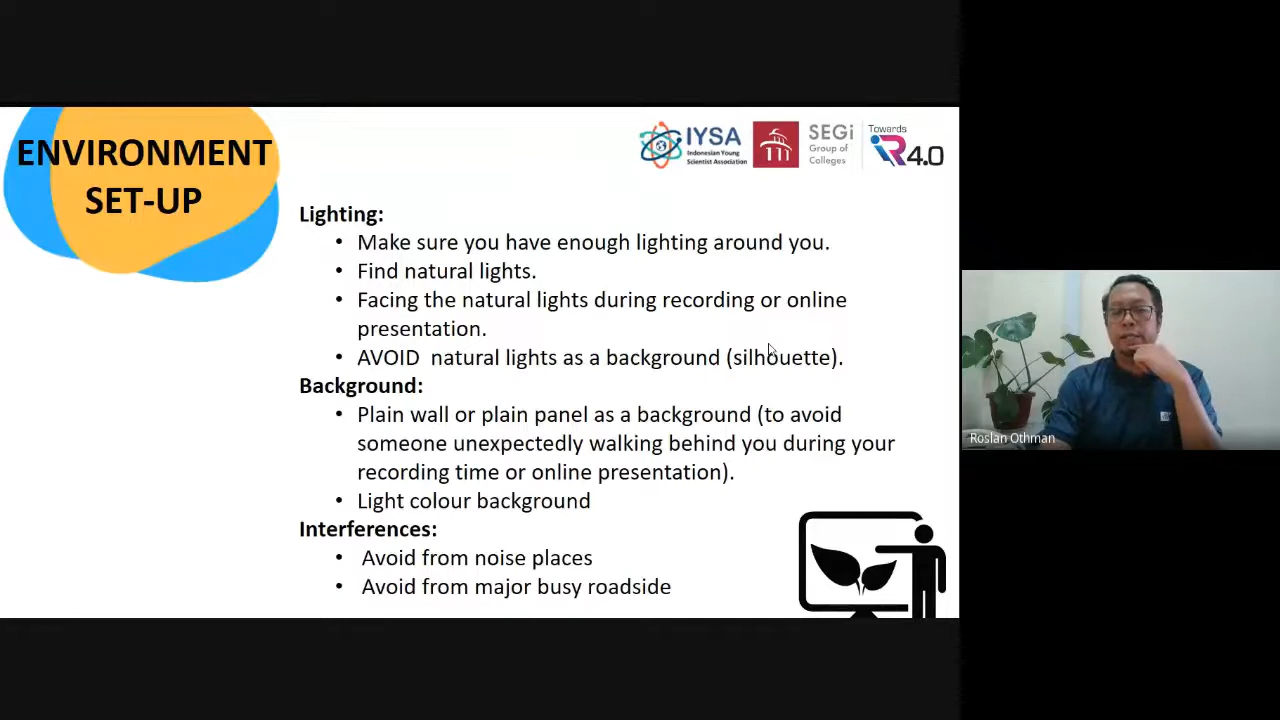 ENVIRONMENT
SET-UP
IYSA
Indonesian Young
Scientist Association
SEGi
Group of
Colleges
Towards
iR4.0
Lighting:
• Make sure you have enough lighting around you.
• Find natural lights.
• Facing the natural lights during recording or online
presentation.
• AVOID natural lights as a background (silhouette).
Background:
• Plain wall or plain panel as a background (to avoid
someone unexpectedly walking behind you during your
recording time or online presentation).
• Light colour background
Interferences:
• Avoid from noise places
• Avoid from major busy roadside
Roslan Othman